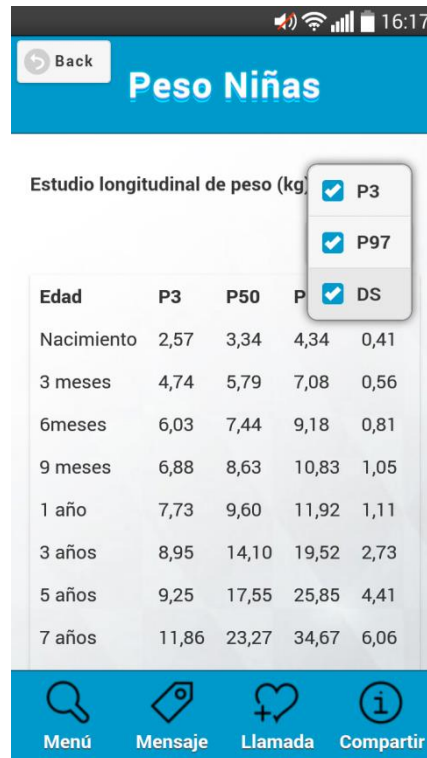 16:17
Back
Peso Niñas
Estudio longitudinal de peso (kg)
P3
P97
DS
Edad P3 P50 P
Nacimiento 2,57 3,34 4,34 0,41
3 meses 4,74 5,79 7,08 0,56
6meses 6,03 7,44 9,18 0,81
9 meses 6,88 8,63 10,83 1,05
1 año 7,73 9,60 11,92 1,11
3 años 8,95 14,10 19,52 2,73
5 años 9,25 17,55 25,85 4,41
7 años 11,86 23,27 34,67 6,06
Menú Mensaje Llamada Compartir